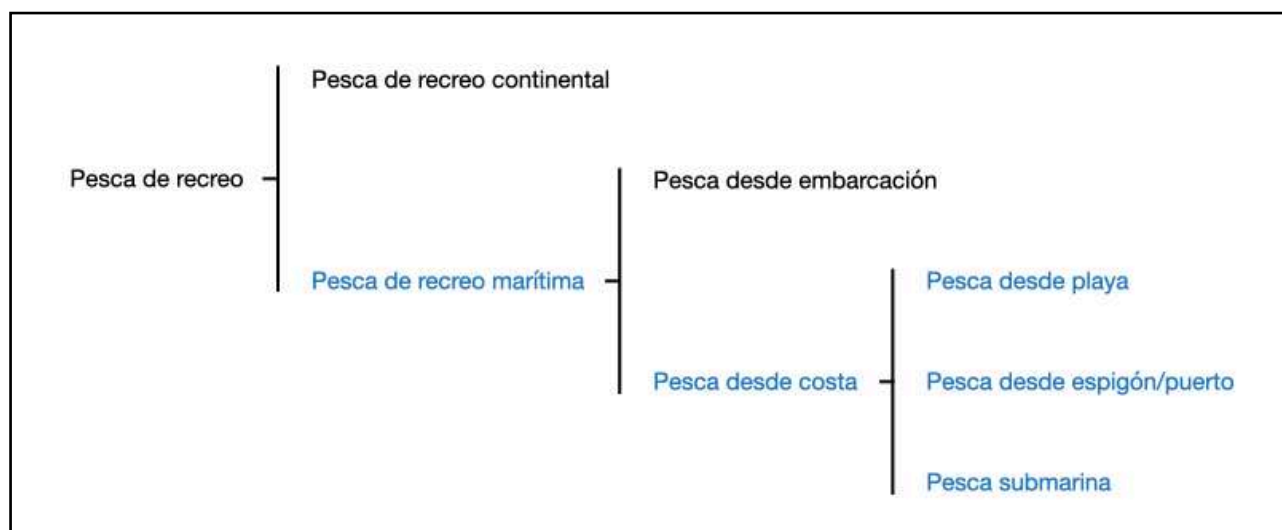 Pesca de recreo continental
Pesca de recreo
Pesca desde embarcación
Pesca de recreo marítima
Pesca desde playa
Pesca desde costa
Pesca desde espigón/puerto
Pesca submarina